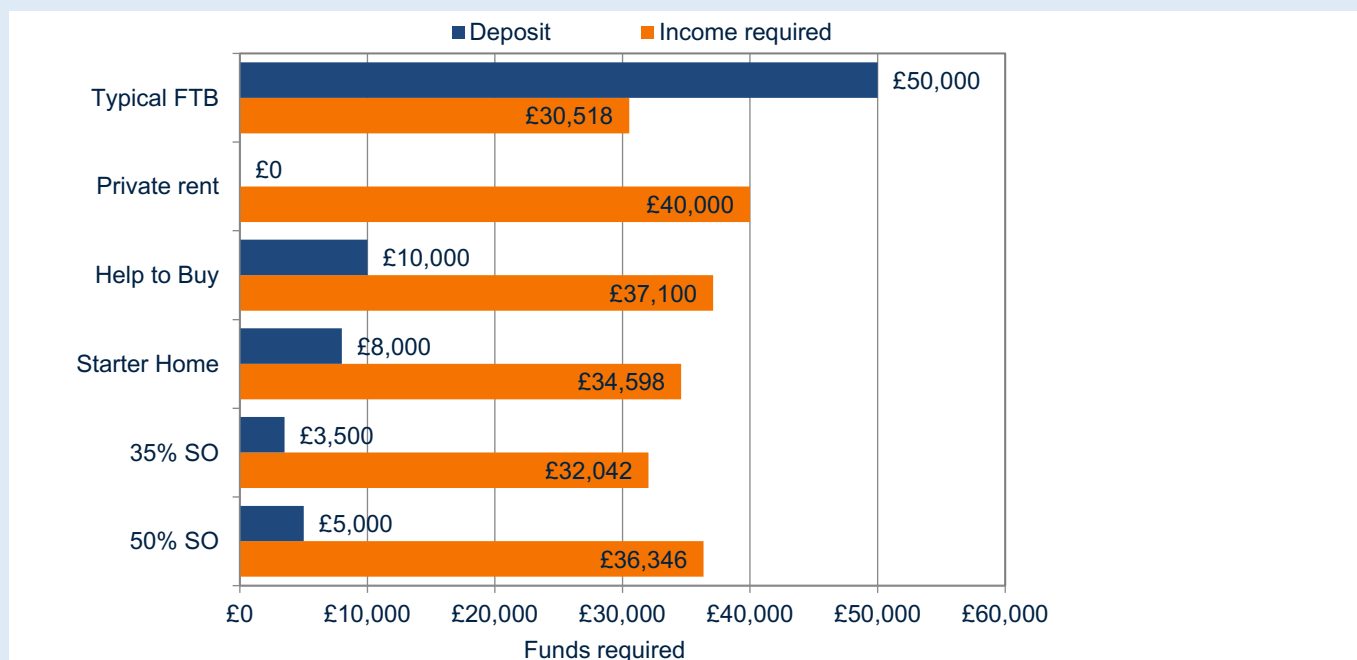 Deposit Income required
Typical FTB £50,000
£30,518
Private rent £0
£40,000
Help to Buy £10,000
£37,100
Starter Home £8,000
£34,598
35% SO £3,500
£32,042
50% SO £5,000
£36,346
£0 £10,000 £20,000 £30,000 £40,000 £50,000 £60,000
Funds required